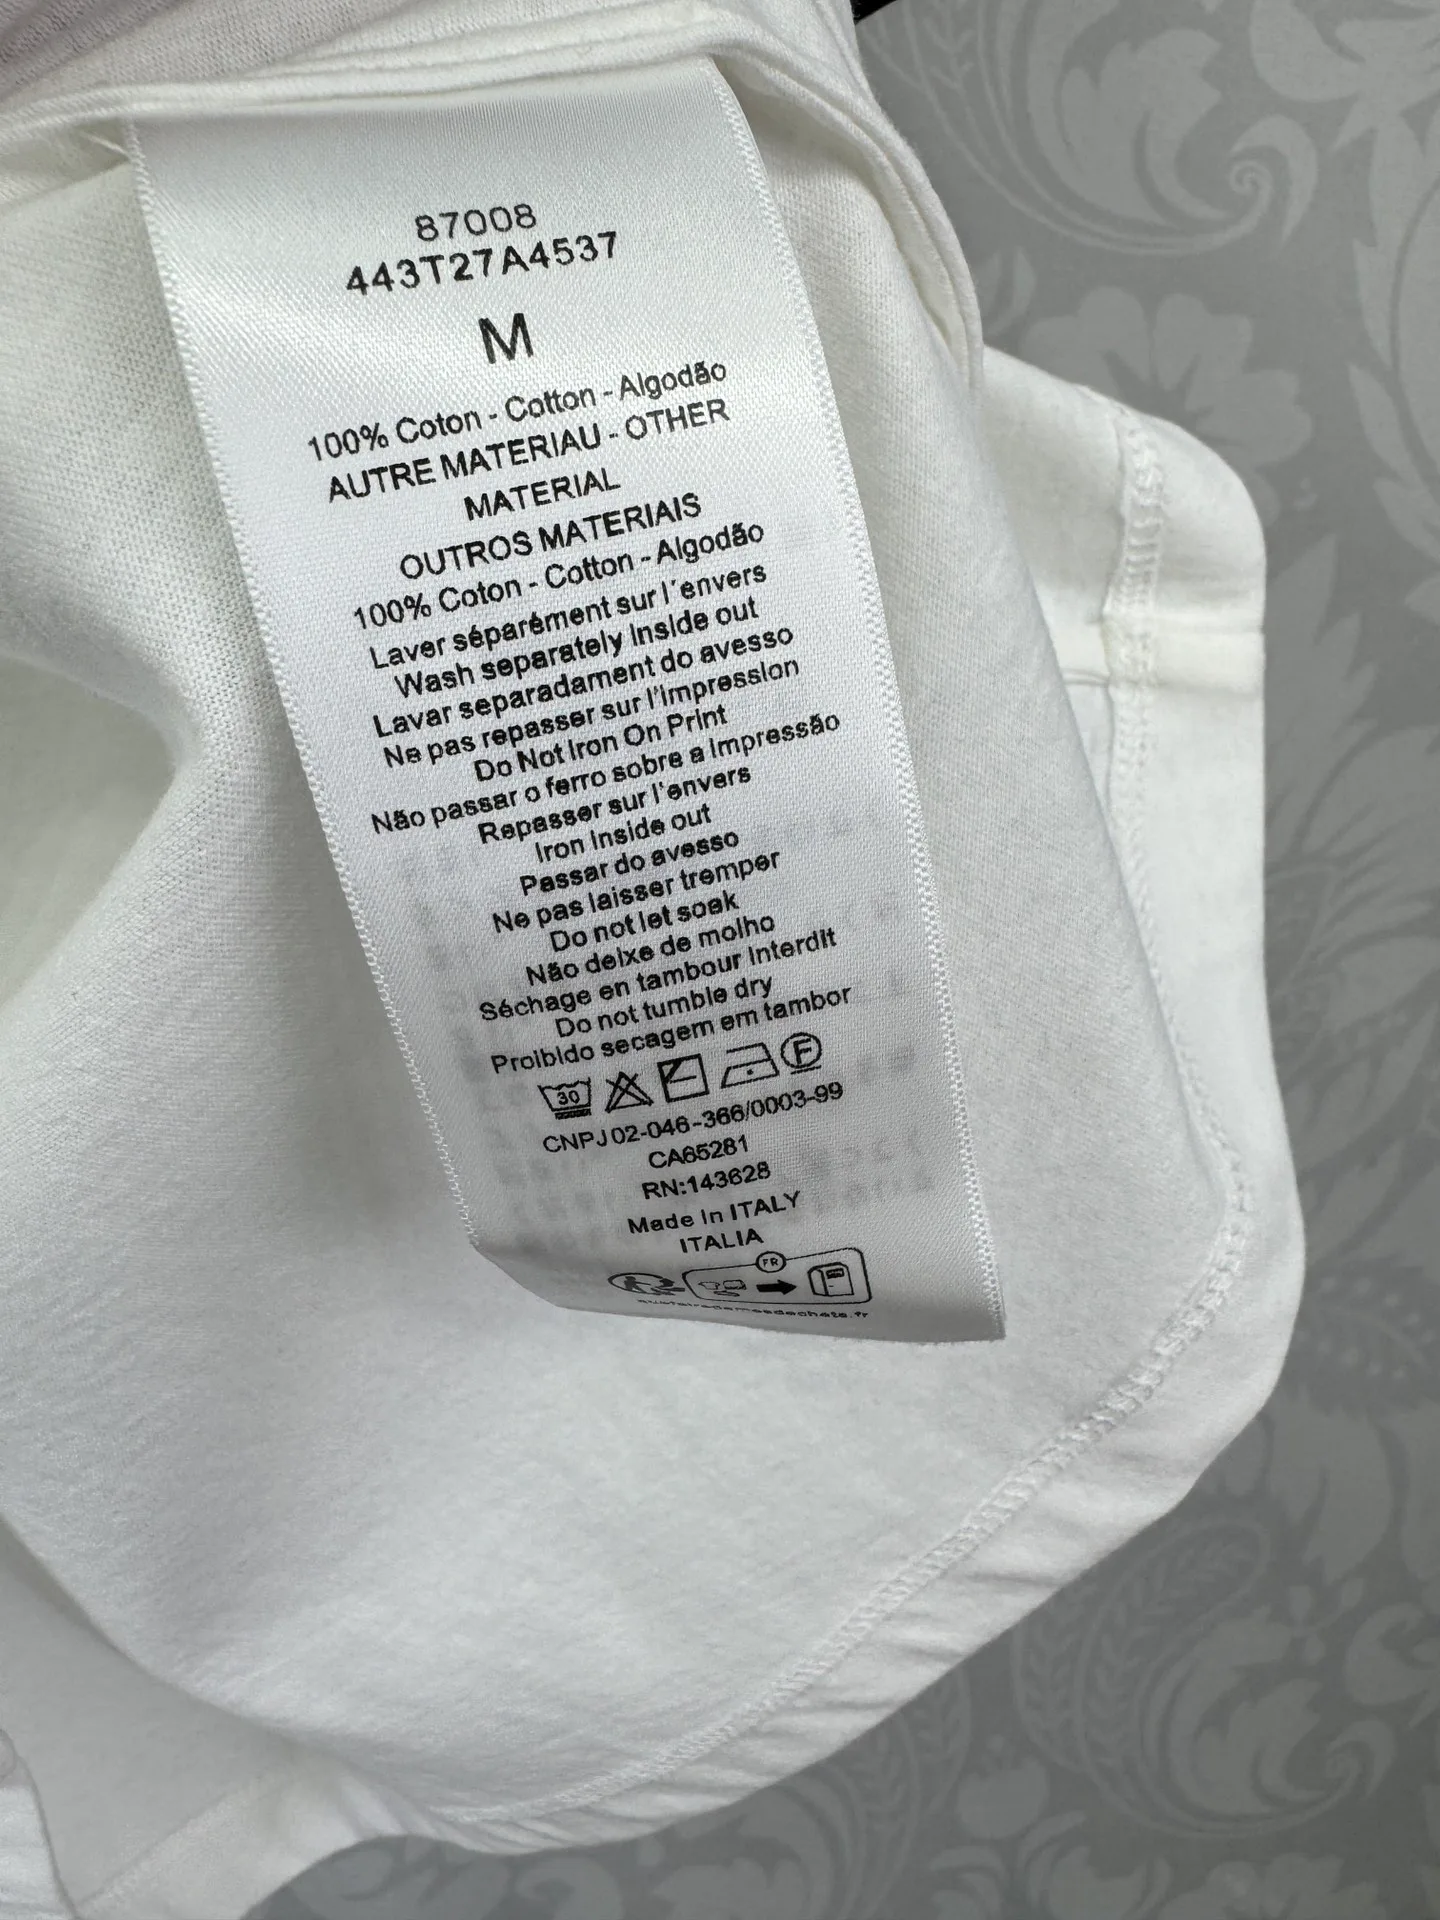 87008
443T27A4537
M
100% Coton - Cotton - Algodão
AUTRE MATERIAU - OTHER
MATERIAL
OUTROS MATERIAIS
100% Coton - Cotton - Algodão
Laver séparément sur l'envers
Wash separately Inside out
Lavar separadament do avesso
Ne pas repasser sur l'Impression
Do Not Iron On Print
Não passar o ferro sobre a Impressão
Repasser sur l'envers
Iron Inside out
Passar do avesso
Ne pas laisser tremper
Do not let soak
Não deixe de molho
Séchage en tambour Interdit
Do not tumble dry
Proibido secagem em tambor
30 F
CNPJ 02-046-366/0003-99
CA65281
RN:143628
Made In ITALY
ITALIA
FR